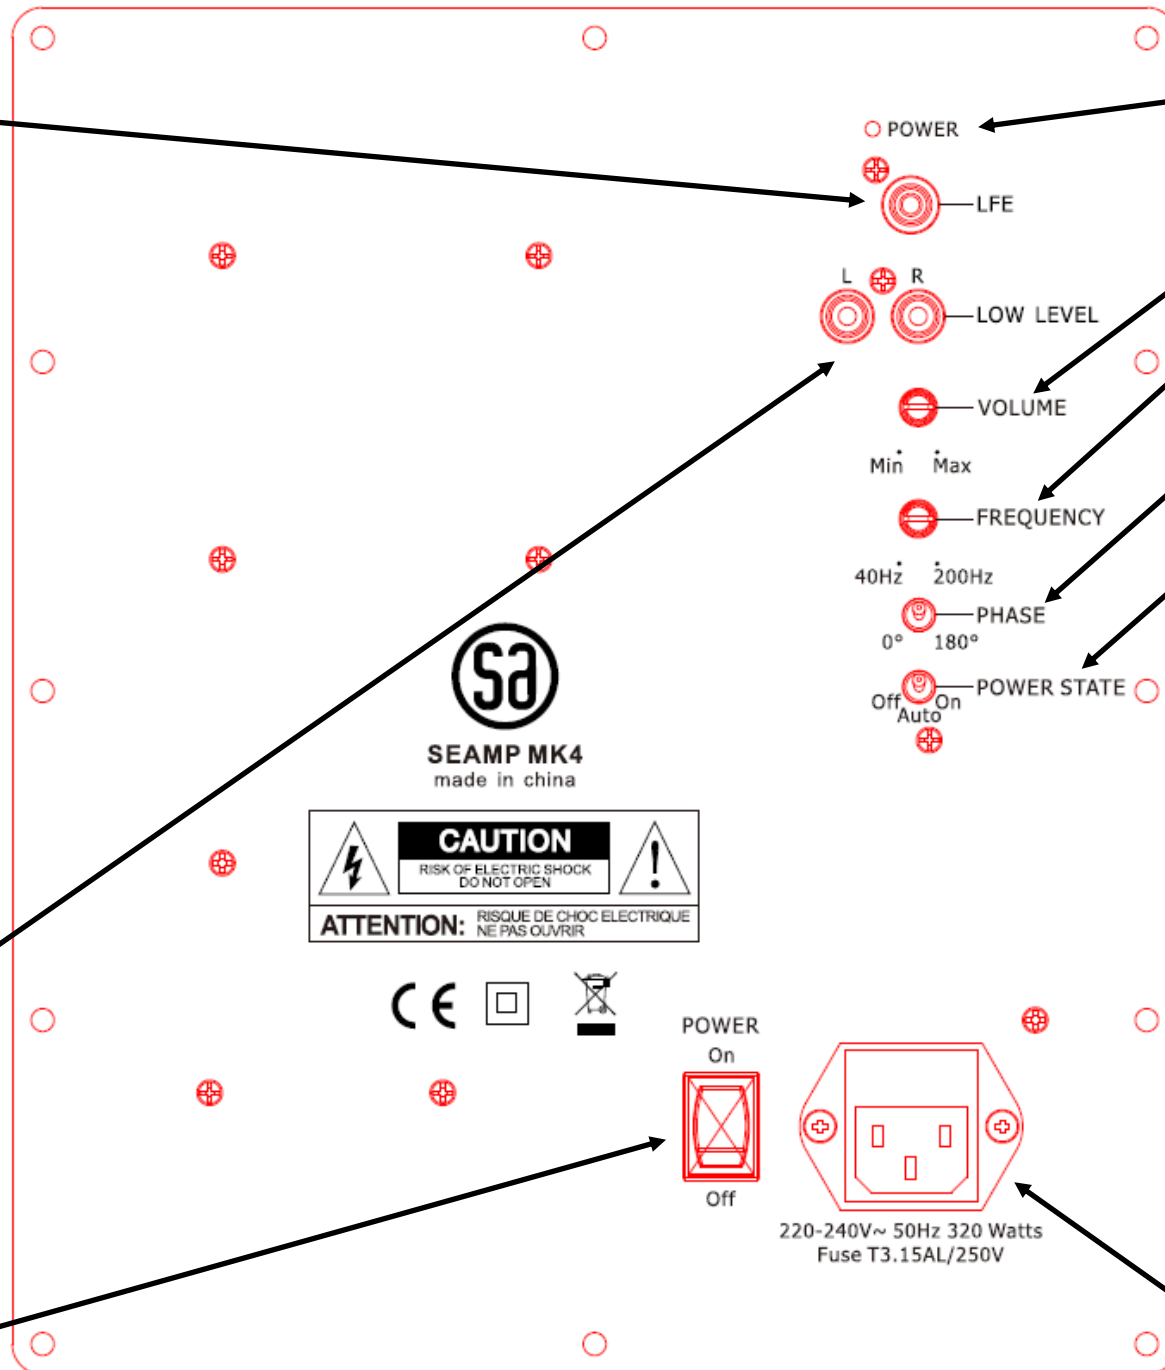 POWER
LFE
L R
LOW LEVEL
VOLUME
Min Max
FREQUENCY
40Hz 200Hz
PHASE
0° 180°
POWER STATE
Off Auto On
sa
SEAMP MK4
made in china
CAUTION
RISK OF ELECTRIC SHOCK
DO NOT OPEN
ATTENTION: RISQUE DE CHOC ELECTRIQUE
NE PAS OUVRIR
CE
POWER
On
Off
220-240V~ 50Hz 320 Watts
Fuse T3.15AL/250V